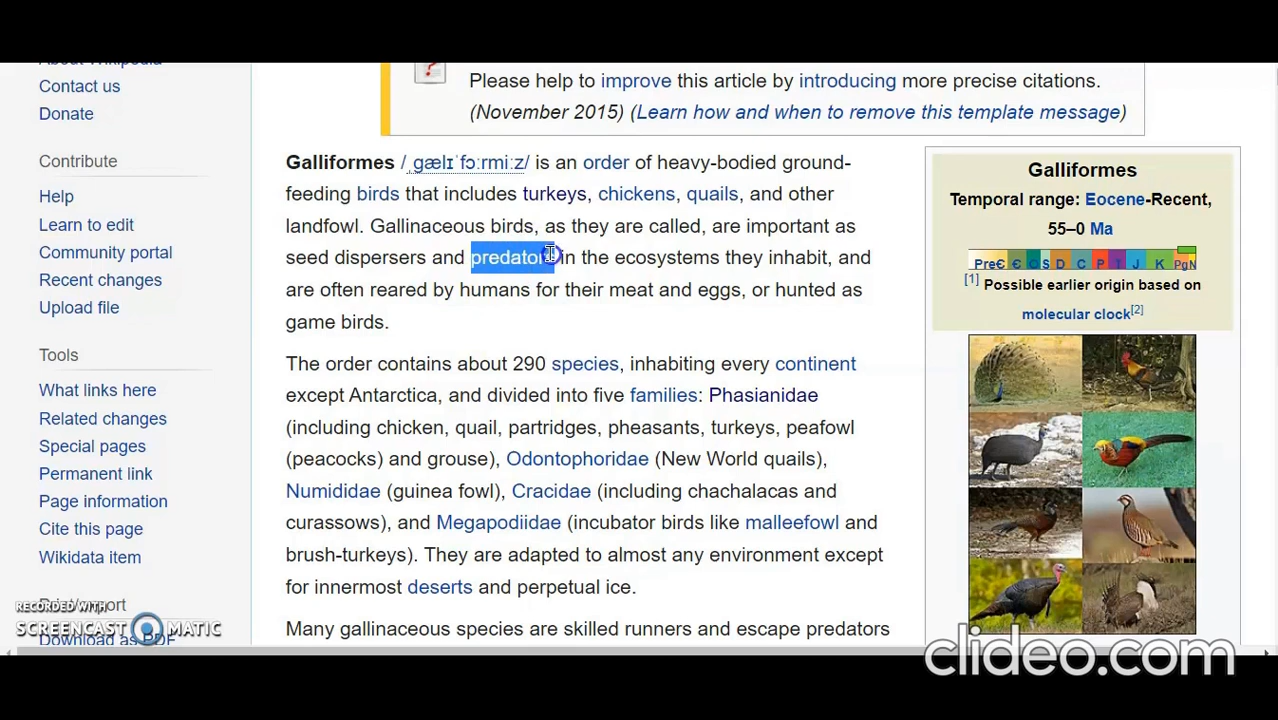 About Wikipedia
Contact us
Donate
Contribute
Help
Learn to edit
Community portal
Recent changes
Upload file
Tools
What links here
Related changes
Special pages
Permanent link
Page information
Cite this page
Wikidata item
Print/export
Download as PDF
RECORDED WITH
SCREENCAST MATIC
Please help to improve this article by introducing more precise citations.
(November 2015) (Learn how and when to remove this template message)
Galliformes /ˌɡælɪˈfɔːrmiːz/ is an order of heavy-bodied ground-
feeding birds that includes turkeys, chickens, quails, and other
landfowl. Gallinaceous birds, as they are called, are important as
seed dispersers and predators in the ecosystems they inhabit, and
are often reared by humans for their meat and eggs, or hunted as
game birds.
The order contains about 290 species, inhabiting every continent
except Antarctica, and divided into five families: Phasianidae
(including chicken, quail, partridges, pheasants, turkeys, peafowl
(peacocks) and grouse), Odontophoridae (New World quails),
Numididae (guinea fowl), Cracidae (including chachalacas and
curassows), and Megapodiidae (incubator birds like malleefowl and
brush-turkeys). They are adapted to almost any environment except
for innermost deserts and perpetual ice.
Many gallinaceous species are skilled runners and escape predators
Galliformes
Temporal range: Eocene-Recent,
55–0 Ma
PreꞒ Ꞓ O S D C P T J K PgN
[1] Possible earlier origin based on
molecular clock[2]
clideo.com